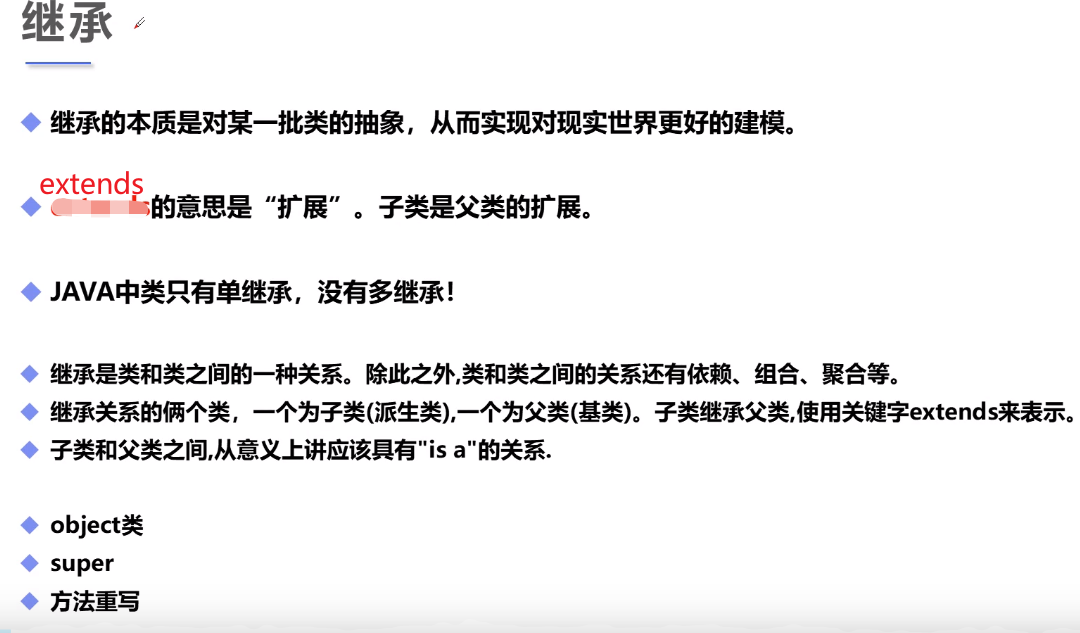 继承
继承的本质是对某一批类的抽象，从而实现对现实世界更好的建模。
extends
的意思是“扩展”。子类是父类的扩展。
JAVA中类只有单继承，没有多继承！
继承是类和类之间的一种关系。除此之外,类和类之间的关系还有依赖、组合、聚合等。
继承关系的俩个类，一个为子类(派生类),一个为父类(基类)。子类继承父类,使用关键字extends来表示。
子类和父类之间,从意义上讲应该具有"is a"的关系.
object类
super
方法重写